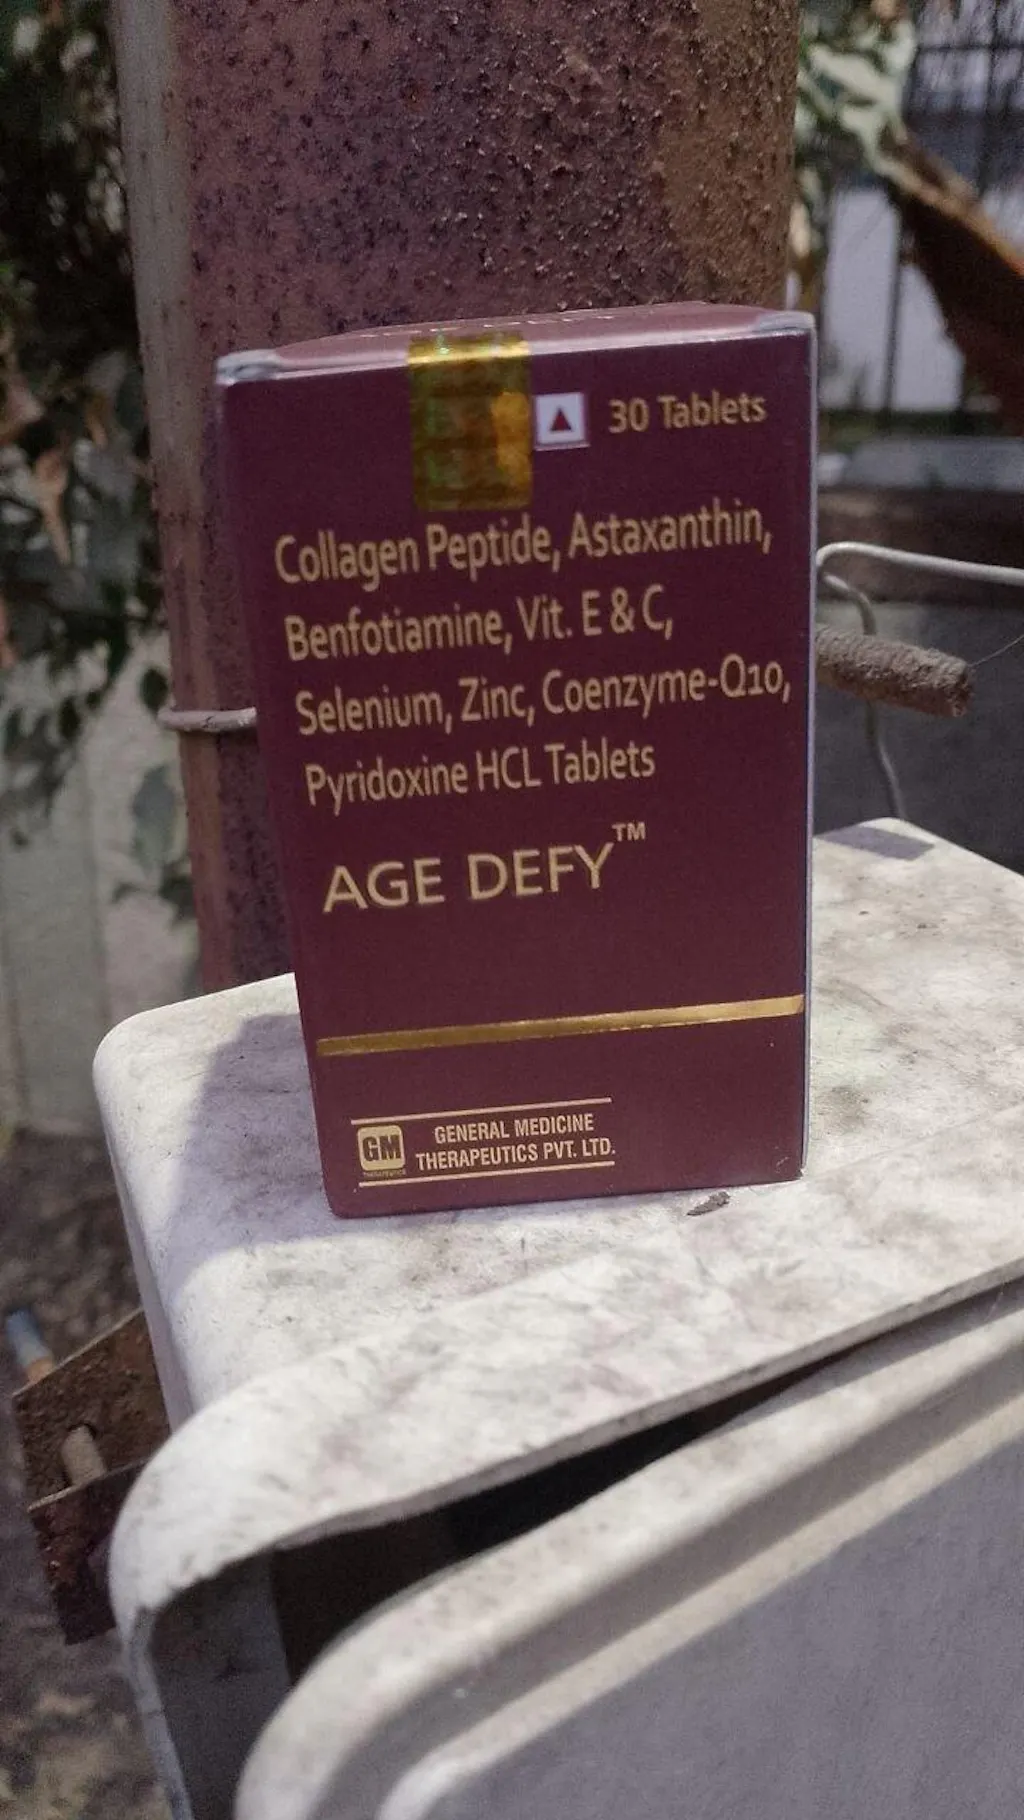 30 Tablets
Collagen Peptide, Astaxanthin,
Benfotiamine, Vit. E & C,
Selenium, Zinc, Coenzyme-Q10,
Pyridoxine HCL Tablets
AGE DEFY™
GM
GENERAL MEDICINE
THERAPEUTICS PVT. LTD.